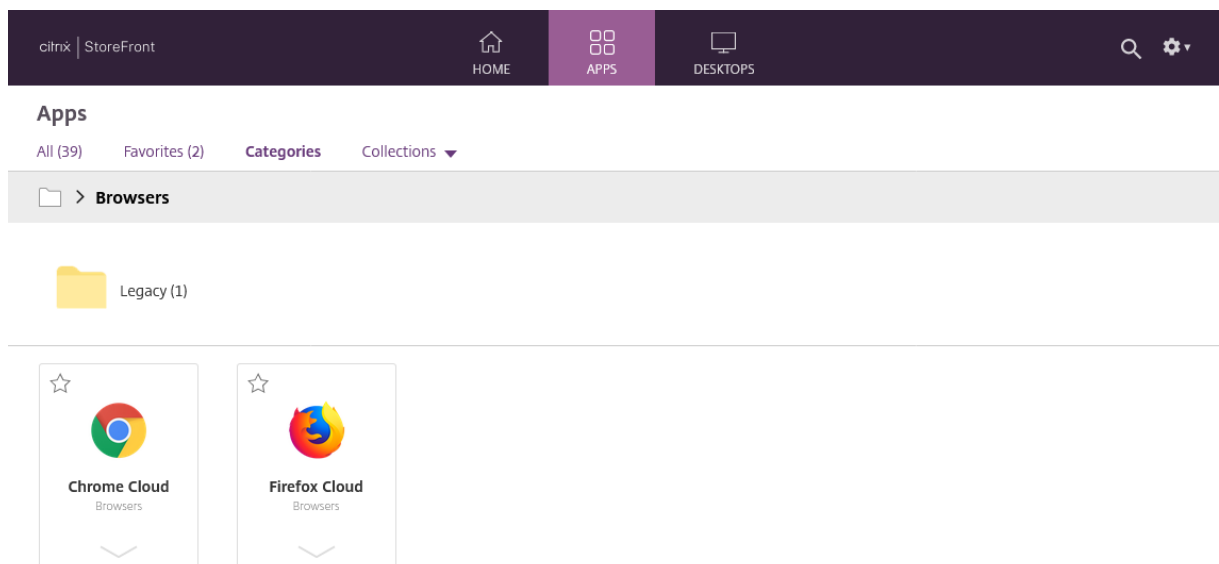 citrix | StoreFront
HOME
APPS
DESKTOPS
Apps
All (39)
Favorites (2)
Categories
Collections
Browsers
Legacy (1)
Chrome Cloud
Browsers
Firefox Cloud
Browsers